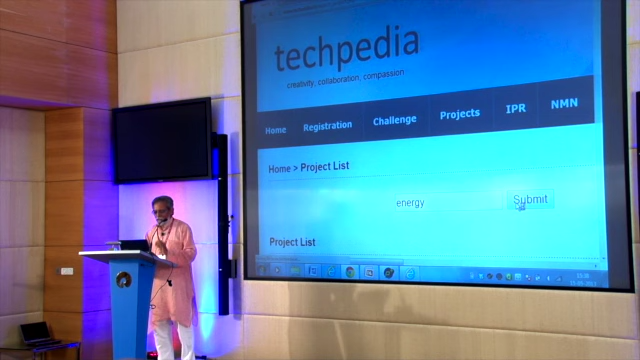 techpedia
creativity, collaboration, compassion
Home Registration Challenge Projects IPR NMN
Home > Project List
energy Submit
Project List